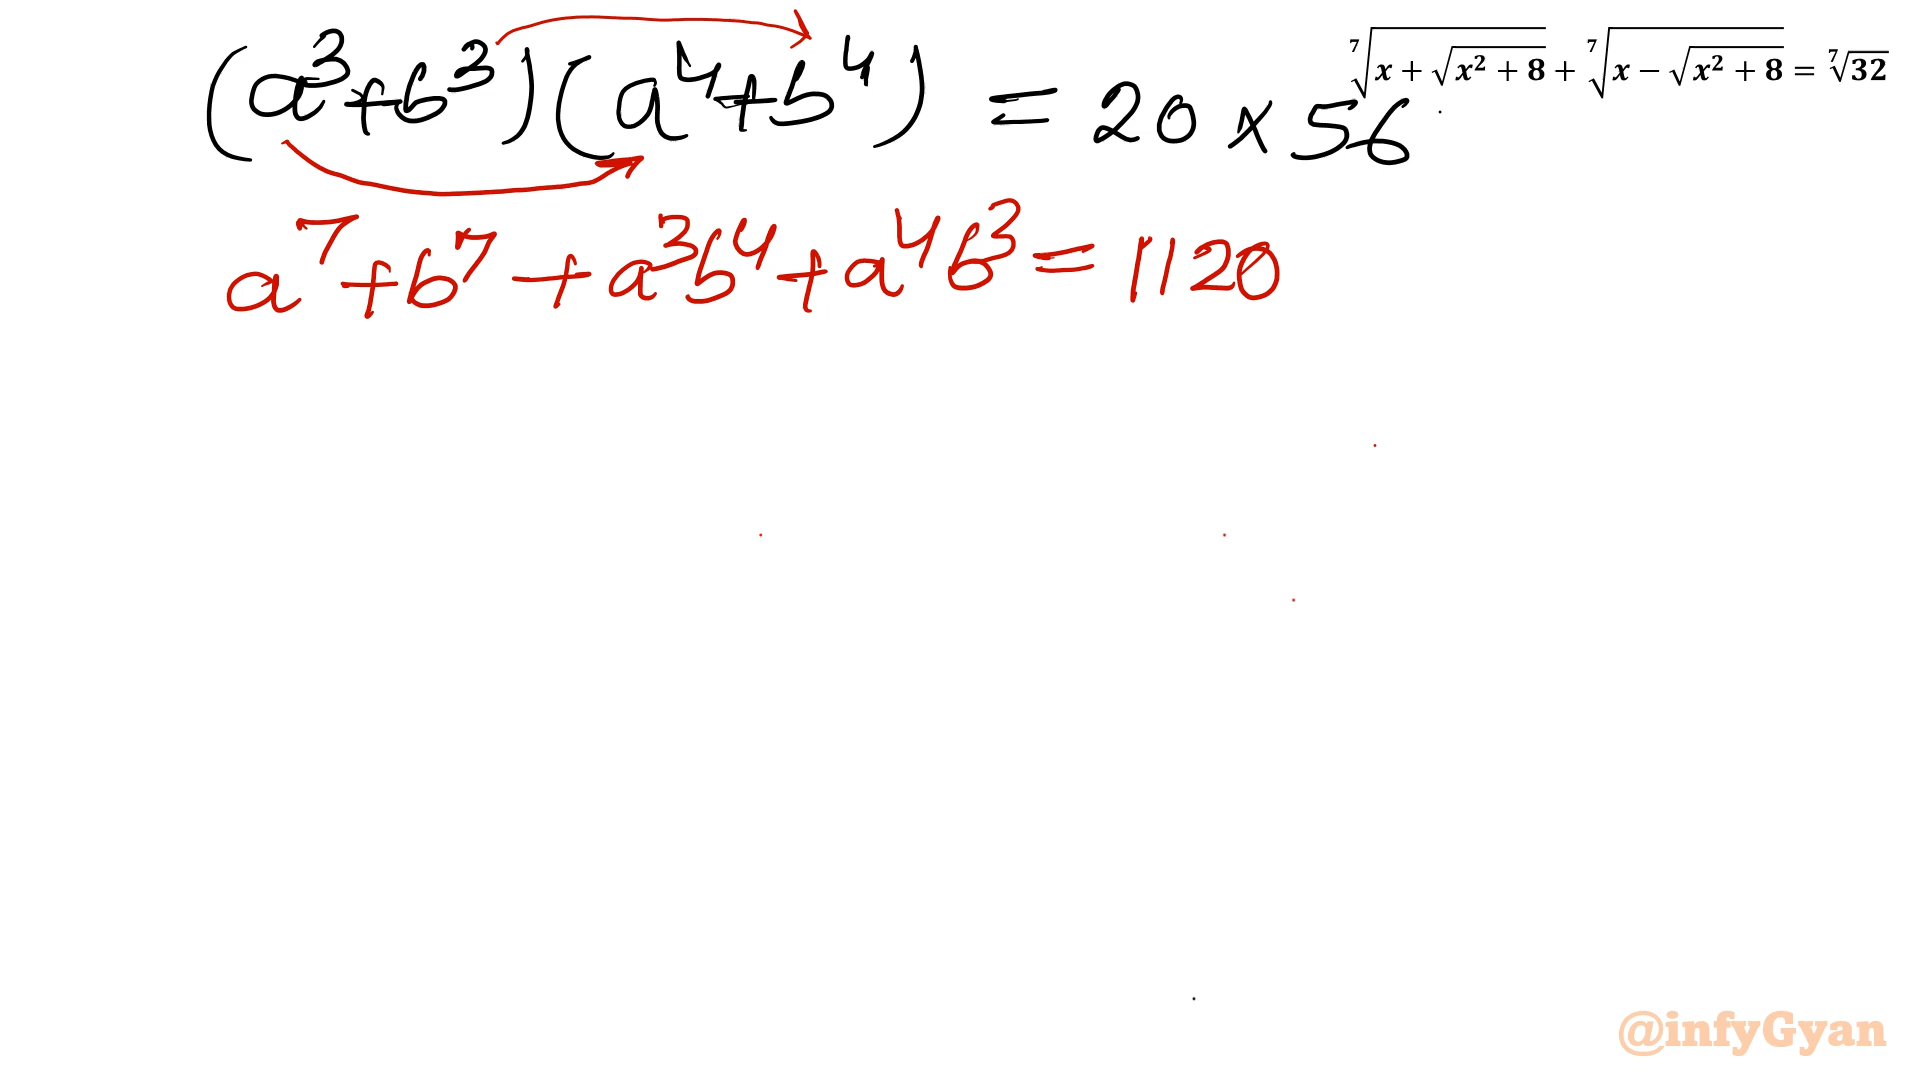 (a³+b³)(a⁴+b⁴) = 20 × 56
⁷√(x + √(x² + 8)) + ⁷√(x − √(x² + 8)) = ⁷√32
a⁷+b⁷ + a³b⁴ + a⁴b³ = 1120
@infyGyan